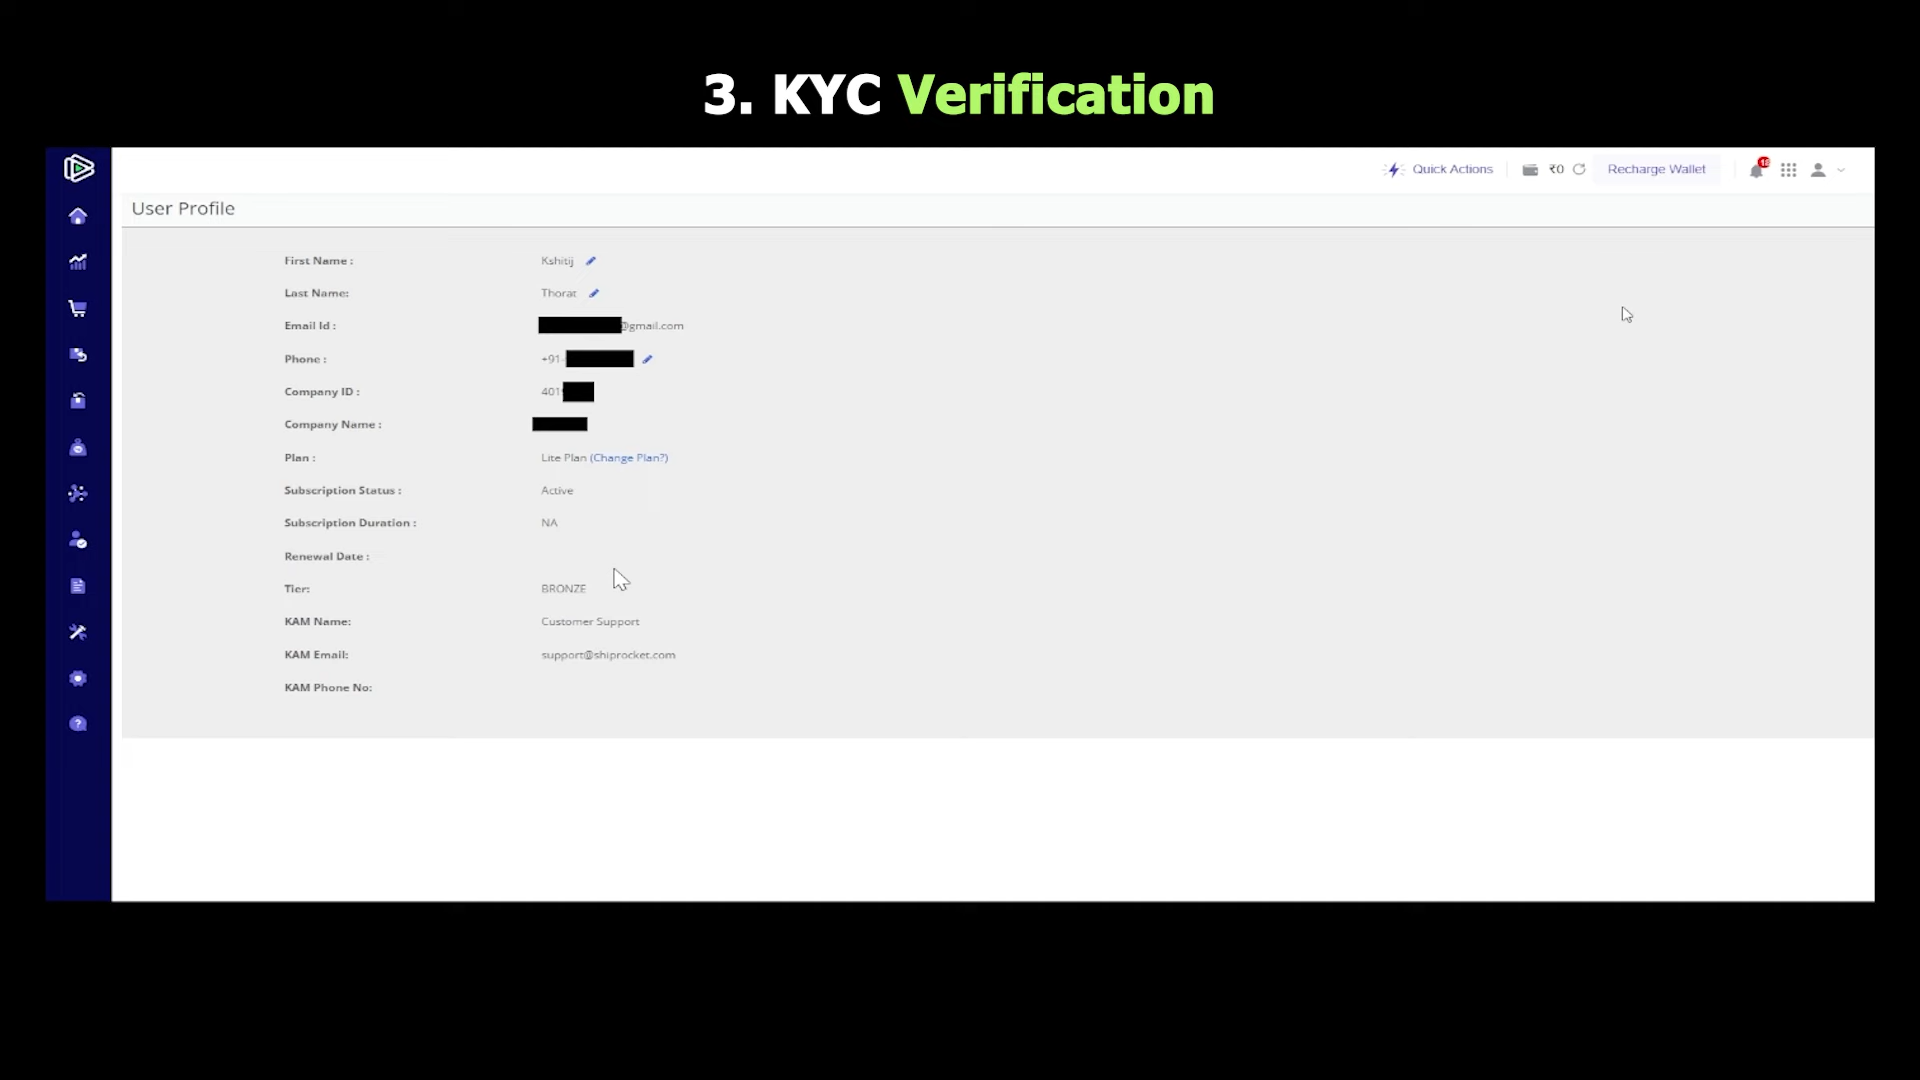 3. KYC Verification
Quick Actions ₹0 Recharge Wallet
User Profile
First Name : Kshitij
Last Name: Thorat
Email Id : @gmail.com
Phone : +91-
Company ID : 401
Company Name :
Plan : Lite Plan (Change Plan?)
Subscription Status : Active
Subscription Duration : NA
Renewal Date :
Tier: BRONZE
KAM Name: Customer Support
KAM Email: support@shiprocket.com
KAM Phone No: